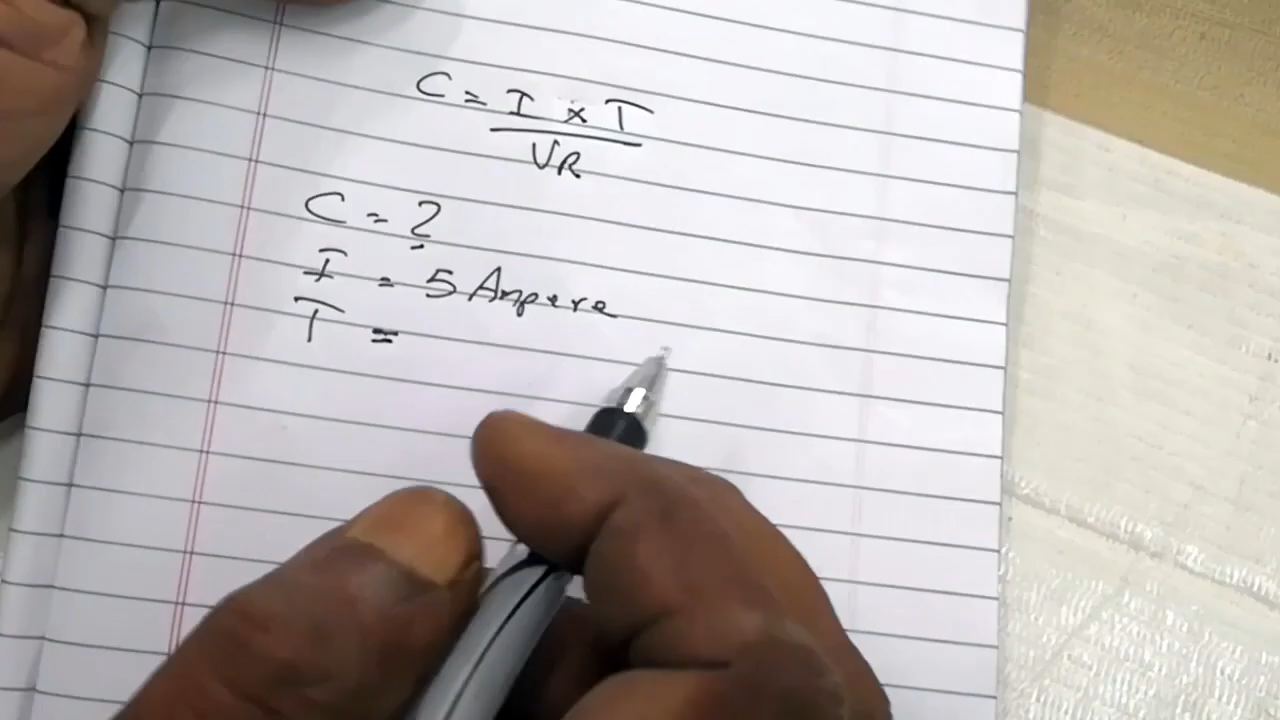 C = I x T
VR
C = ?
I = 5 Ampere
T =